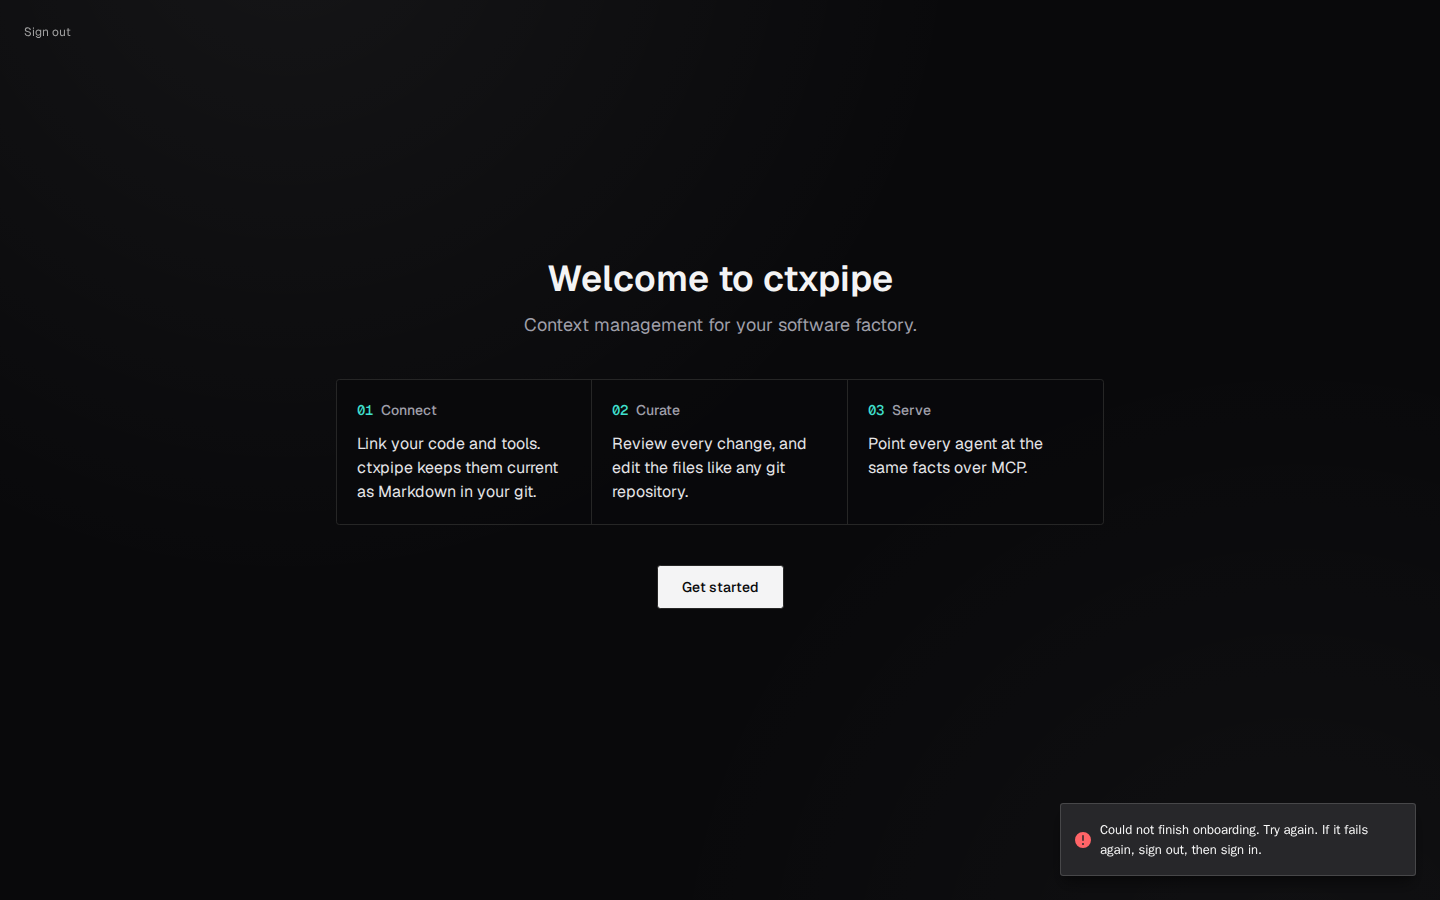 Sign out
Welcome to ctxpipe
Context management for your software factory.
01 Connect
Link your code and tools.
ctxpipe keeps them current
as Markdown in your git.
02 Curate
Review every change, and
edit the files like any git
repository.
03 Serve
Point every agent at the
same facts over MCP.
Get started
Could not finish onboarding. Try again. If it fails
again, sign out, then sign in.